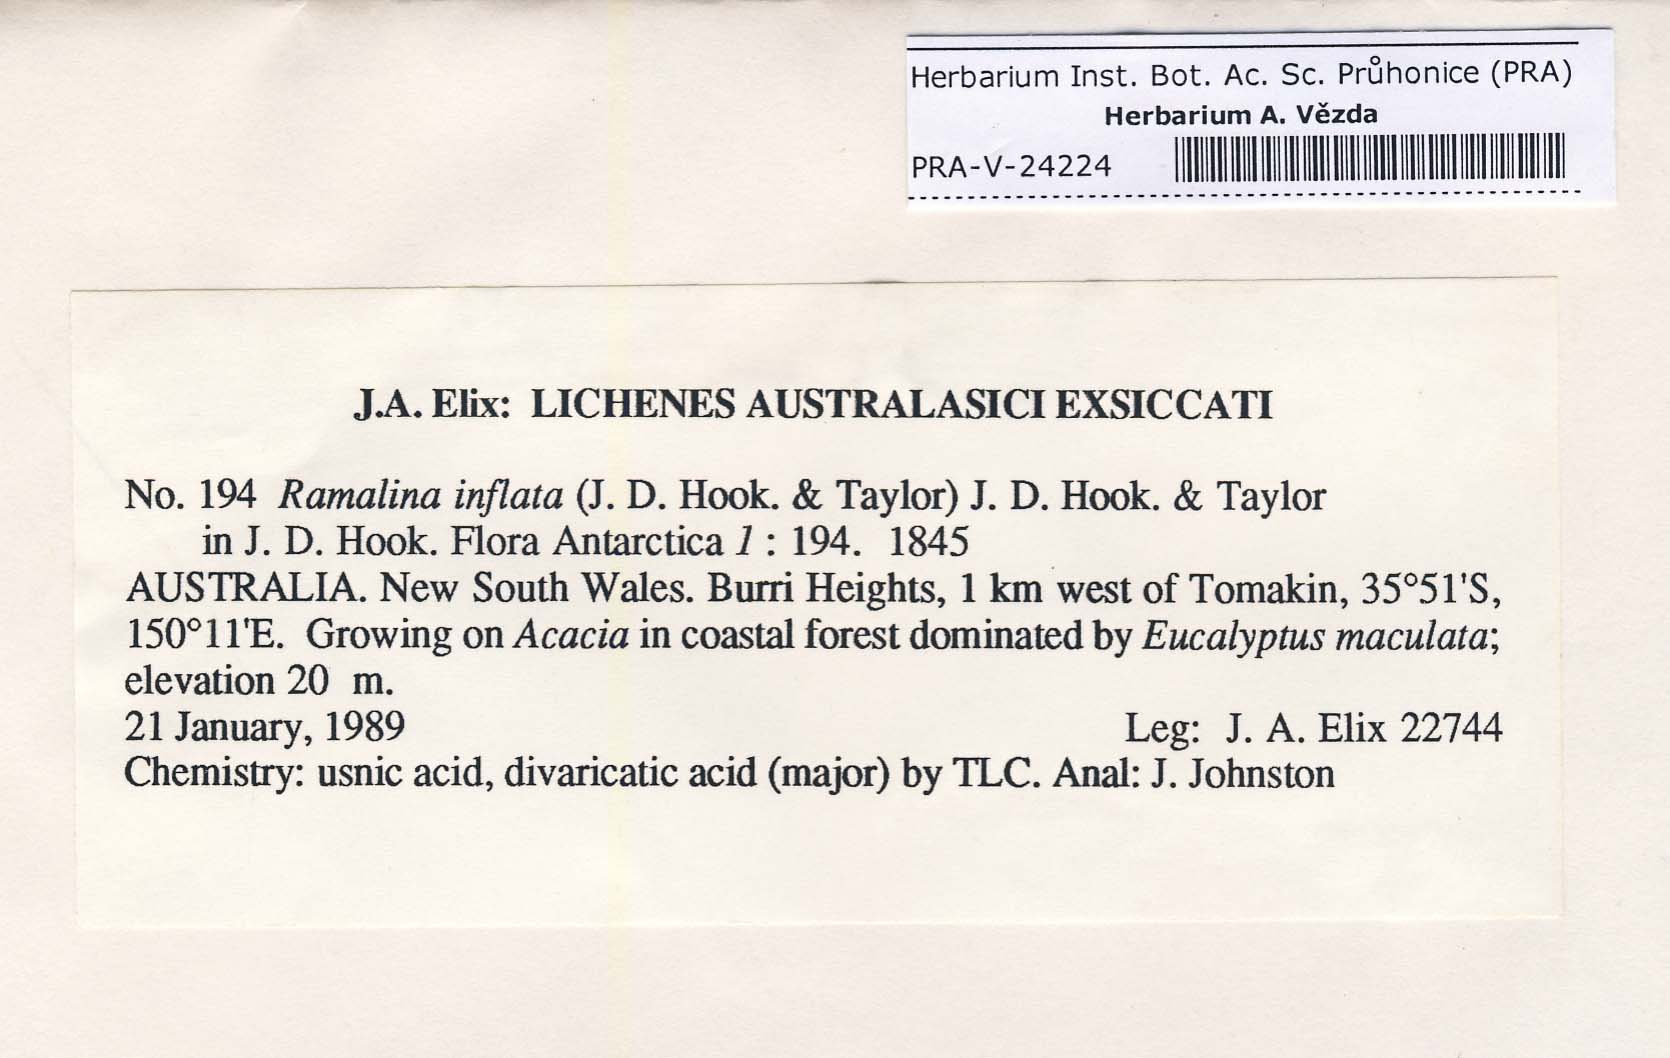 Herbarium Inst. Bot. Ac. Sc. Průhonice (PRA)
Herbarium A. Vězda
PRA-V-24224
J.A. Elix: LICHENES AUSTRALASICI EXSICCATI
No. 194 Ramalina inflata (J. D. Hook. & Taylor) J. D. Hook. & Taylor
in J. D. Hook. Flora Antarctica 1 : 194. 1845
AUSTRALIA. New South Wales. Burri Heights, 1 km west of Tomakin, 35°51'S,
150°11'E. Growing on Acacia in coastal forest dominated by Eucalyptus maculata;
elevation 20 m.
21 January, 1989 Leg: J. A. Elix 22744
Chemistry: usnic acid, divaricatic acid (major) by TLC. Anal: J. Johnston